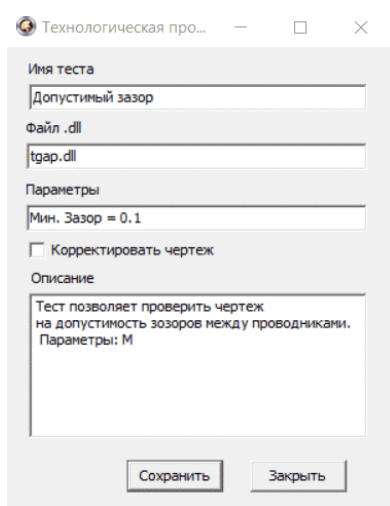 Технологическая про...
Имя теста
Допустимый зазор
Файл .dll
tgap.dll
Параметры
Мин. Зазор = 0.1
Корректировать чертеж
Описание
Тест позволяет проверить чертеж
на допустимость зозоров между проводниками.
Параметры: М
Сохранить Закрыть